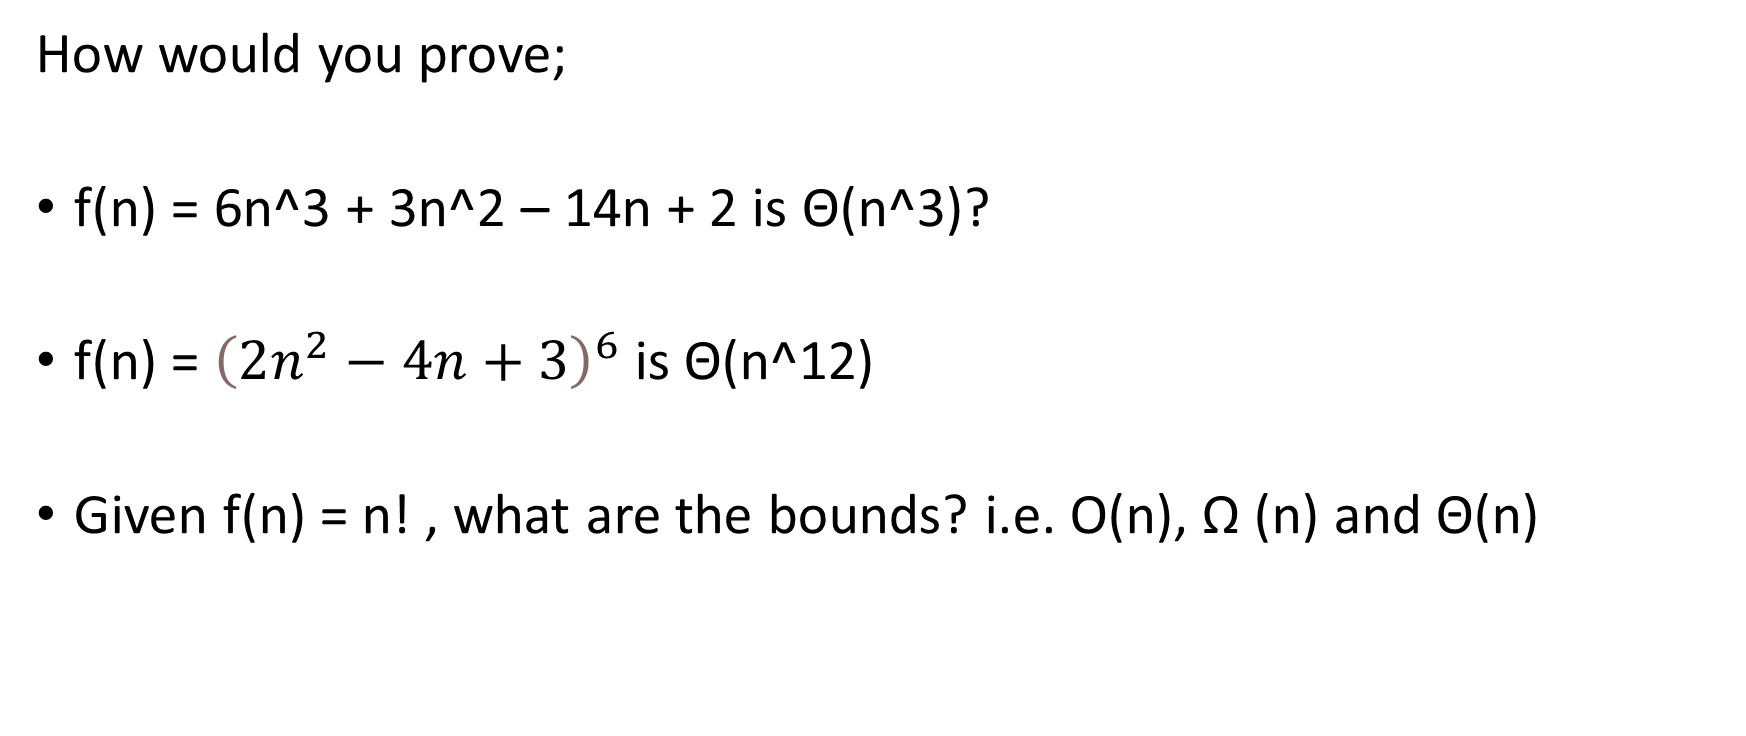 How would you prove;
• f(n) = 6n^3 + 3n^2 – 14n + 2 is Θ(n^3)?
• f(n) = (2n² − 4n + 3)⁶ is Θ(n^12)
• Given f(n) = n! , what are the bounds? i.e. O(n), Ω (n) and Θ(n)